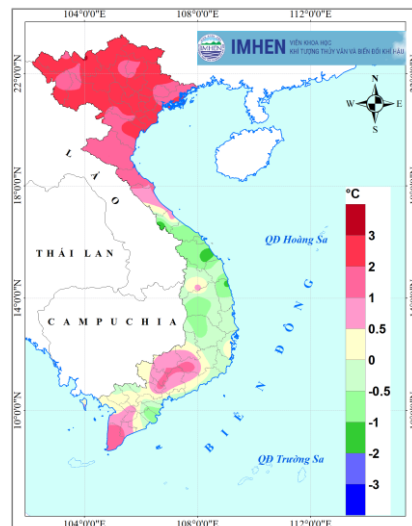 104°0'0"E 108°0'0"E 112°0'0"E
IMHEN VIỆN KHOA HỌC
KHÍ TƯỢNG THỦY VĂN VÀ BIẾN ĐỔI KHÍ HẬU
22°0'0"N
N
W E
S
LÀO
18°0'0"N
°C
3
2
1
0.5
0
-0.5
-1
-2
-3
QĐ Hoàng Sa
THÁI LAN
14°0'0"N
CAMPUCHIA
BIỂN ĐÔNG
10°0'0"N
QĐ Trường Sa
104°0'0"E 108°0'0"E 112°0'0"E